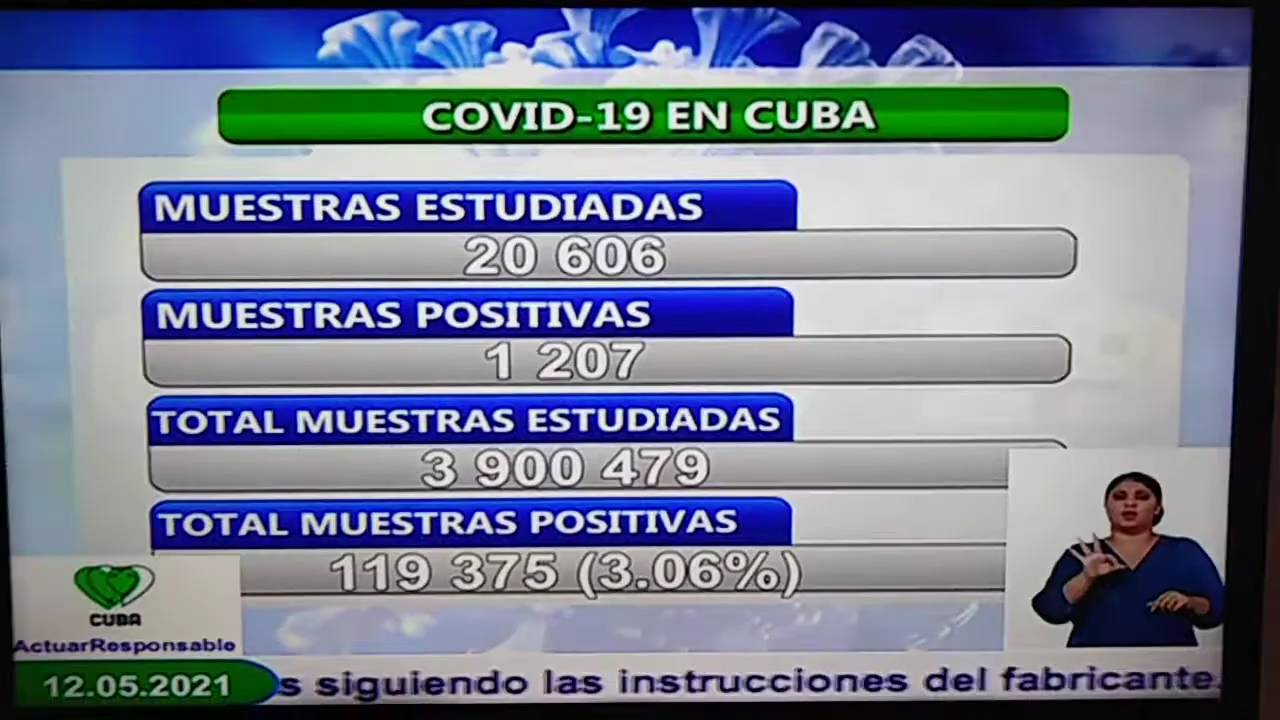 COVID-19 EN CUBA
MUESTRAS ESTUDIADAS
20 606
MUESTRAS POSITIVAS
1 207
TOTAL MUESTRAS ESTUDIADAS
3 900 479
TOTAL MUESTRAS POSITIVAS
119 375 (3.06%)
CUBA
ActuarResponsable
12.05.2021
s siguiendo las instrucciones del fabricante.